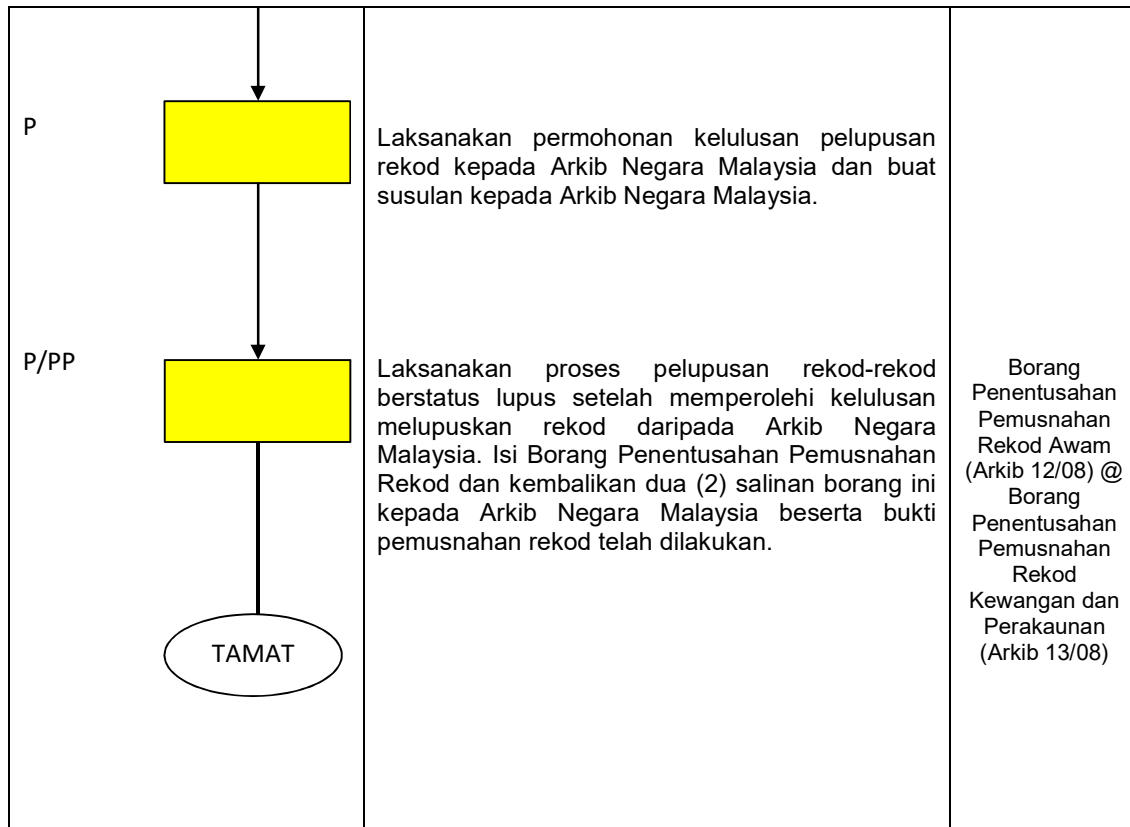 P
Laksanakan permohonan kelulusan pelupusan
rekod kepada Arkib Negara Malaysia dan buat
susulan kepada Arkib Negara Malaysia.
P/PP
Laksanakan proses pelupusan rekod-rekod
berstatus lupus setelah memperolehi kelulusan
melupuskan rekod daripada Arkib Negara
Malaysia. Isi Borang Penentusahan Pemusnahan
Rekod dan kembalikan dua (2) salinan borang ini
kepada Arkib Negara Malaysia beserta bukti
pemusnahan rekod telah dilakukan.
Borang
Penentusahan
Pemusnahan
Rekod Awam
(Arkib 12/08) @
Borang
Penentusahan
Pemusnahan
Rekod
Kewangan dan
Perakaunan
(Arkib 13/08)
TAMAT